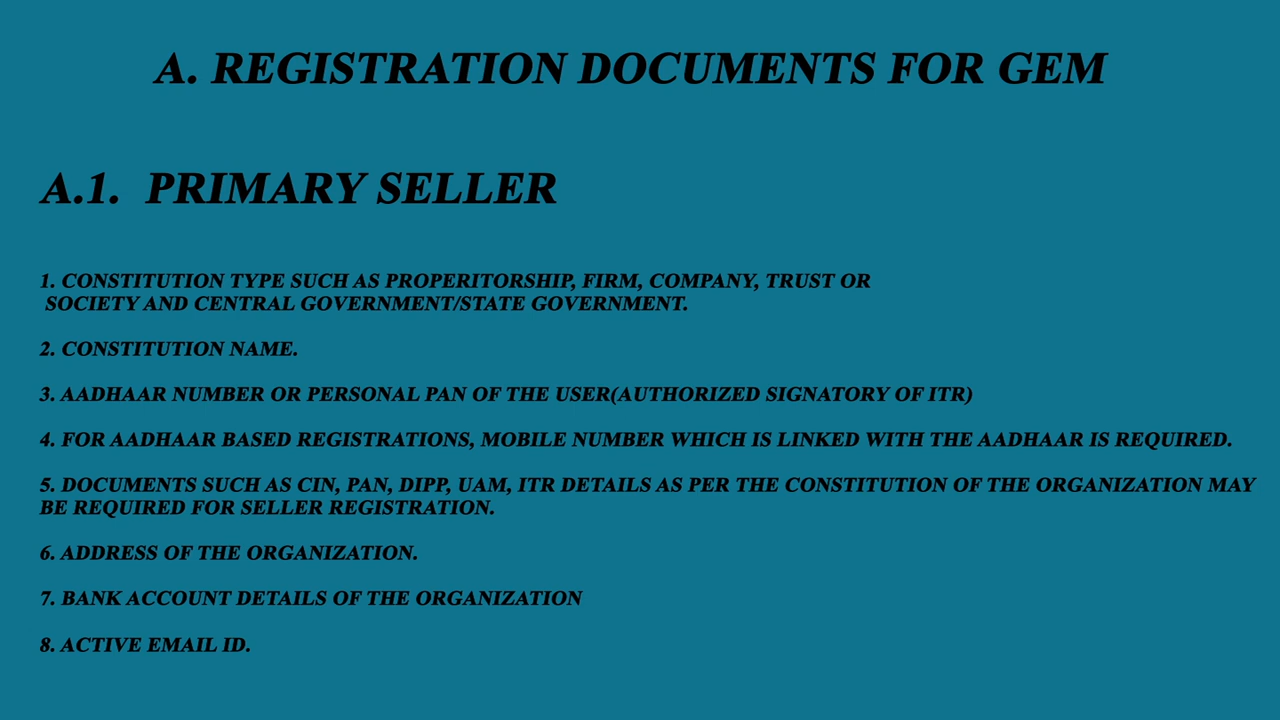 A. REGISTRATION DOCUMENTS FOR GEM
A.1. PRIMARY SELLER
1. CONSTITUTION TYPE SUCH AS PROPERITORSHIP, FIRM, COMPANY, TRUST OR
SOCIETY AND CENTRAL GOVERNMENT/STATE GOVERNMENT.
2. CONSTITUTION NAME.
3. AADHAAR NUMBER OR PERSONAL PAN OF THE USER(AUTHORIZED SIGNATORY OF ITR)
4. FOR AADHAAR BASED REGISTRATIONS, MOBILE NUMBER WHICH IS LINKED WITH THE AADHAAR IS REQUIRED.
5. DOCUMENTS SUCH AS CIN, PAN, DIPP, UAM, ITR DETAILS AS PER THE CONSTITUTION OF THE ORGANIZATION MAY
BE REQUIRED FOR SELLER REGISTRATION.
6. ADDRESS OF THE ORGANIZATION.
7. BANK ACCOUNT DETAILS OF THE ORGANIZATION
8. ACTIVE EMAIL ID.